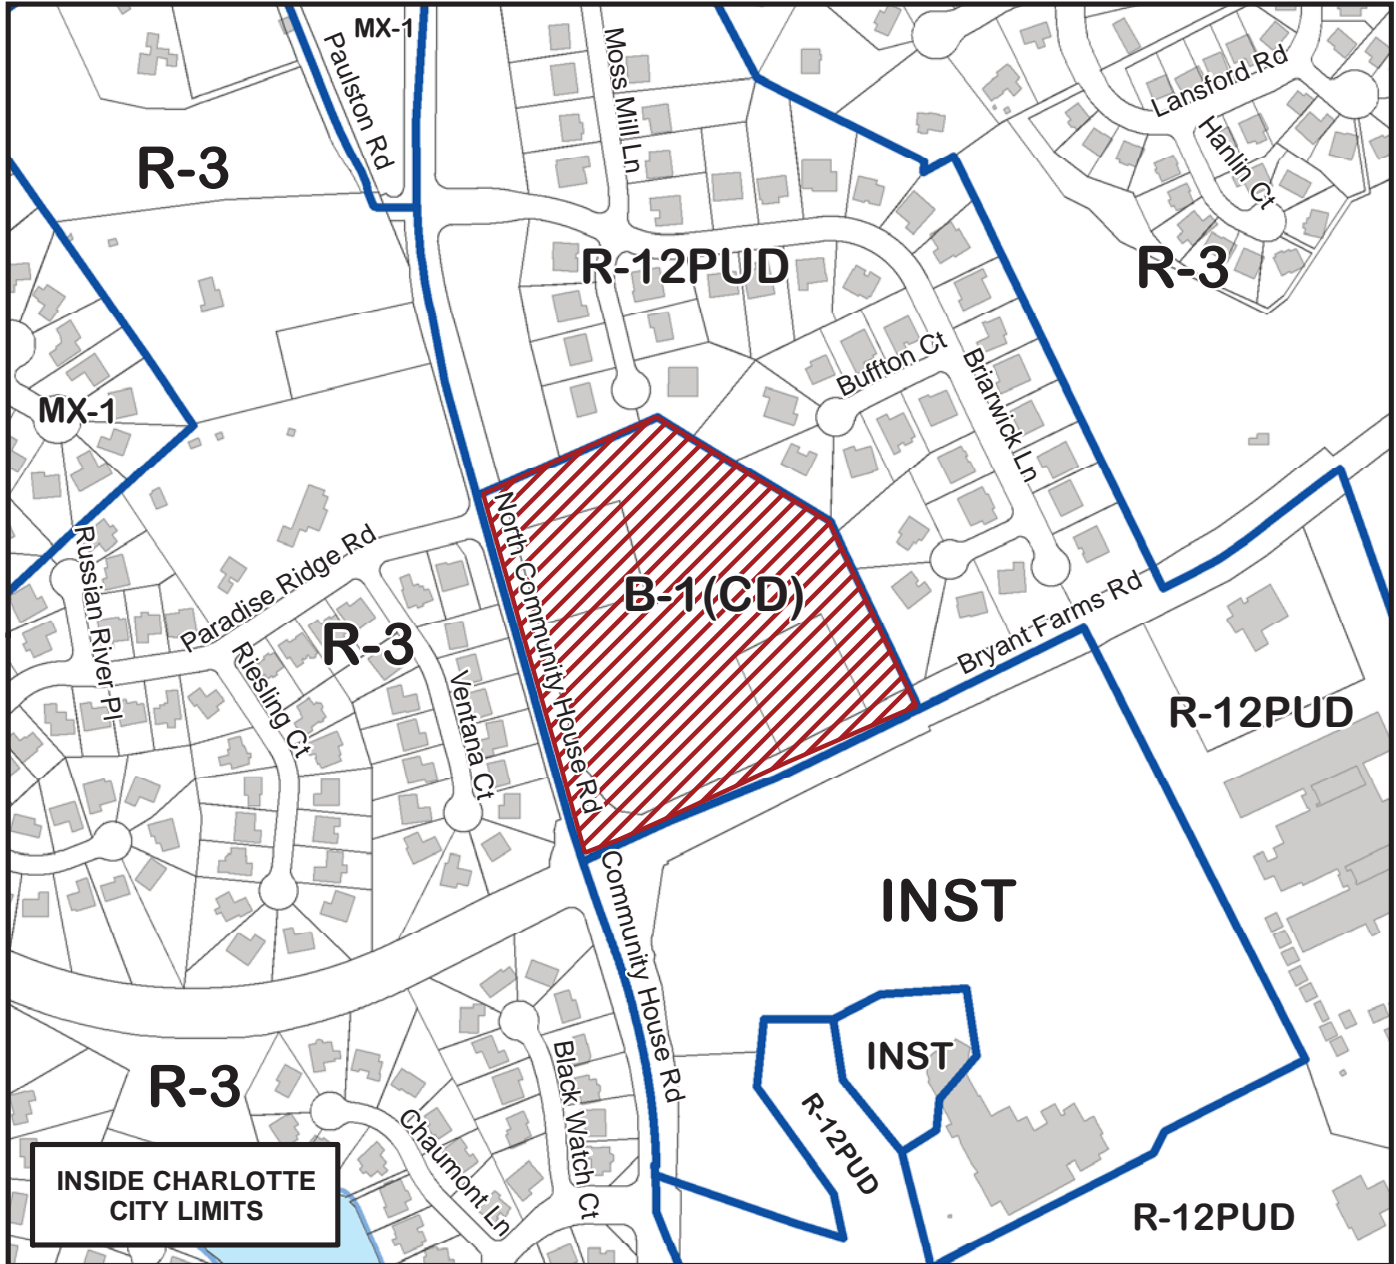 MX-1
Paulston Rd
Moss Mill Ln
Lansford Rd
Hanlin Ct
R-3
R-12PUD
R-3
Buffton Ct
Briarwick Ln
MX-1
North Community House Rd
Russian River Pl
Paradise Ridge Rd
B-1(CD)
Bryant Farms Rd
R-3
Riesling Ct
Ventana Ct
R-12PUD
INST
Community House Rd
INST
R-3
Black Watch Ct
Chaumont Ln
R-12PUD
INSIDE CHARLOTTE
CITY LIMITS
R-12PUD